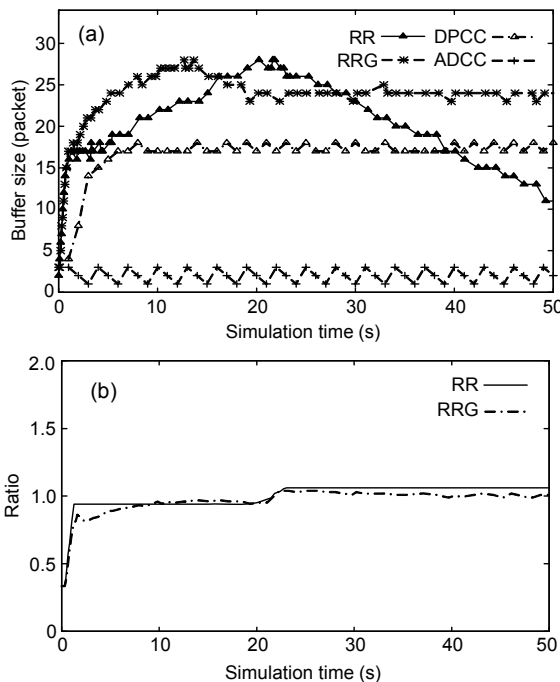 (a)
RR DPCC
RRG ADCC
Buffer size (packet)
30
25
20
15
10
5
0
0 10 20 30 40 50
Simulation time (s)
(b)
RR
RRG
Ratio
2.0
1.5
1.0
0.5
0
0 10 20 30 40 50
Simulation time (s)